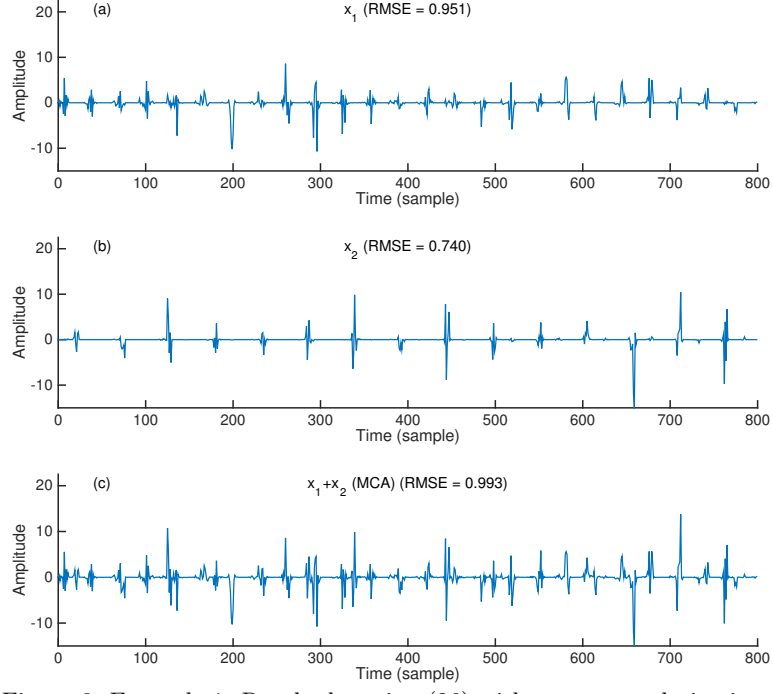 (a)
x1 (RMSE = 0.951)
20
10
0
-10
Amplitude
0 100 200 300 400 500 600 700 800
Time (sample)
(b)
x2 (RMSE = 0.740)
20
10
0
-10
Amplitude
0 100 200 300 400 500 600 700 800
Time (sample)
(c)
x1+x2 (MCA) (RMSE = 0.993)
20
10
0
-10
Amplitude
0 100 200 300 400 500 600 700 800
Time (sample)